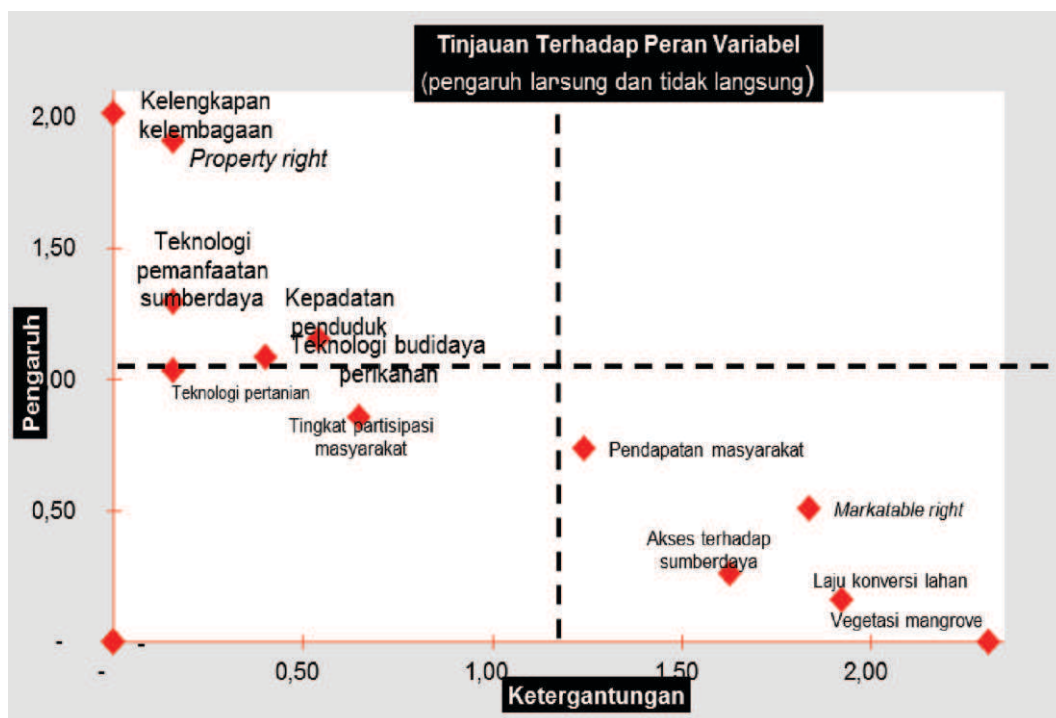 Tinjauan Terhadap Peran Variabel
(pengaruh larsung dan tidak langsung)
2,00
Kelengkapan
kelembagaan
Property right
1,50
Teknologi
pemanfaatan
sumberdaya
Kepadatan
penduduk
Teknologi budidaya
perikanan
Pengaruh
,00
Teknologi pertanian
Tingkat partisipasi
masyarakat
Pendapatan masyarakat
0,50
Markatable right
Akses terhadap
sumberdaya
Laju konversi lahan
Vegetasi mangrove
-
-
-
0,50
1,00
1,50
2,00
Ketergantungan